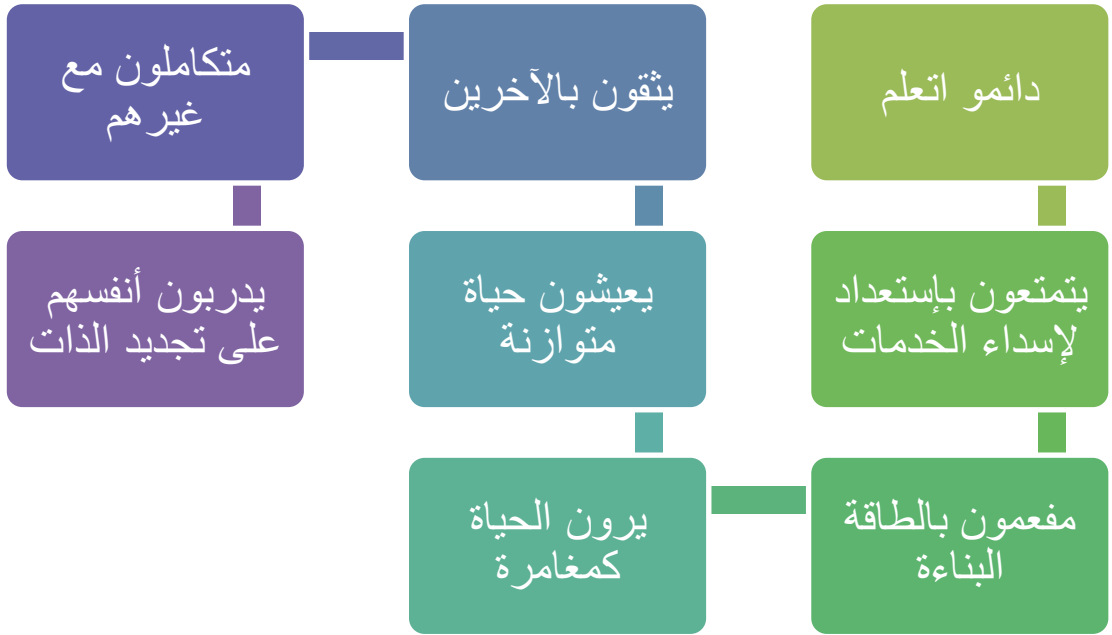 دائمو اتعلم
يتمتعون بإستعداد
لإسداء الخدمات
مفعمون بالطاقة
البناءة
يرون الحياة
كمغامرة
يعيشون حياة
متوازنة
يثقون بالآخرين
متكاملون مع
غيرهم
يدربون أنفسهم
على تجديد الذات